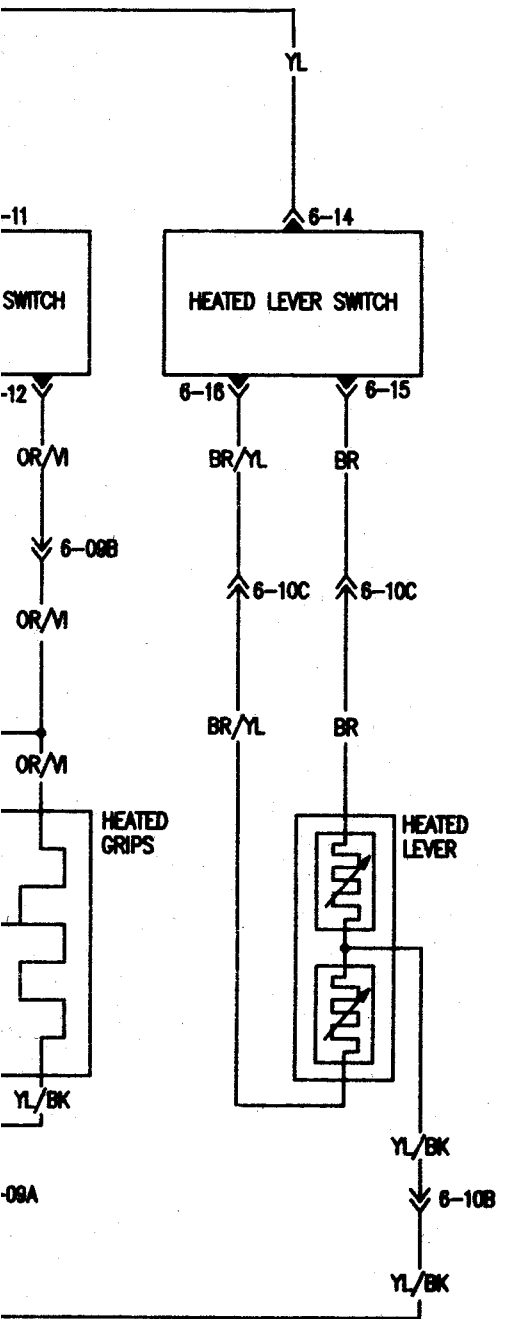 YL
-11
6-14
SWITCH
HEATED LEVER SWITCH
-12
6-16
6-15
OR/VI
BR/YL
BR
6-09B
6-10C
6-10C
OR/VI
BR/YL
BR
OR/VI
HEATED
GRIPS
HEATED
LEVER
YL/BK
YL/BK
-09A
6-10B
YL/BK